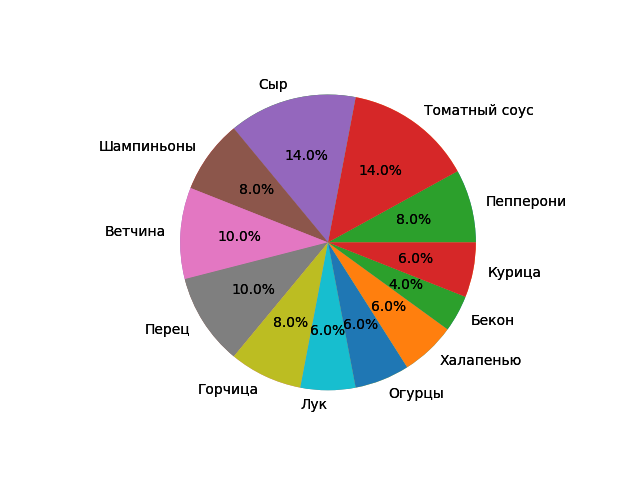 Сыр
Томатный соус
Шампиньоны
14.0%
14.0%
8.0%
Пепперони
8.0%
Ветчина
10.0%
6.0%
Курица
10.0%
4.0%
6.0%
Бекон
Перец
8.0%
6.0%
6.0%
Халапенью
Горчица
Лук
Огурцы